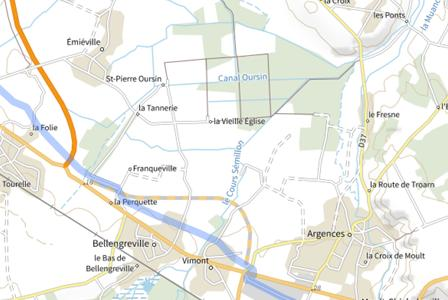 la Croix
les Ponts
la Muance
Émiéville
St-Pierre Oursin
Canal Oursin
la Tannerie
la Vieille Église
la Folie
le Fresne
D37
le Cours Sémillon
Franqueville
Tourelle
la Route de Troarn
la Perquette
Argences
Bellengreville
le Bas de
Bellengreville
Vimont
la Croix de Moult